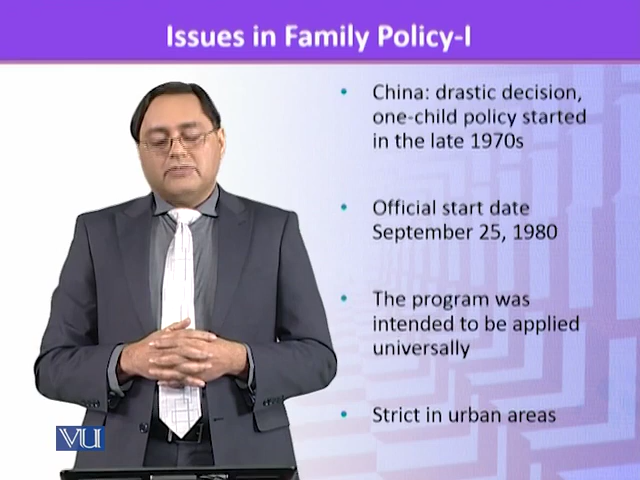 Issues in Family Policy-I
• China: drastic decision,
one-child policy started
in the late 1970s
• Official start date
September 25, 1980
• The program was
intended to be applied
universally
• Strict in urban areas
VU